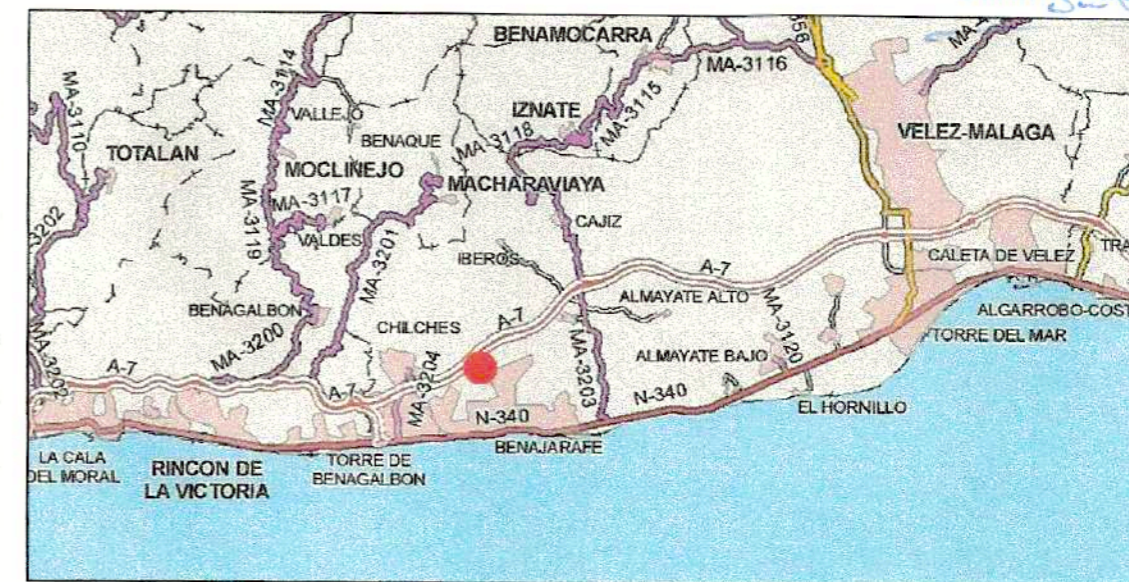 BENAMOCARRA
MA-3116
MA-3114
MA-3115
VALLEJO
IZNATE
MA-3110
BENAQUE
MA-3118
VELEZ-MALAGA
TOTALAN
MOCLINEJO
MACHARAVIAYA
MA-3117
MA-3119
CAJIZ
3202
VALDES
MA-3201
IBEROS
A-7
CALETA DE VELEZ
TRA
BENAGALBON
ALMAYATE ALTO
MA-3120
ALGARROBO-COST
CHILCHES
A-7
TORRE DEL MAR
MA-3200
MA-3204
ALMAYATE BAJO
MA-3203
MA-3202
A-7
A-7
N-340
N-340
EL HORNILLO
BENAJARAFE
LA CALA
DEL MORAL
RINCON DE
LA VICTORIA
TORRE DE
BENAGALBON